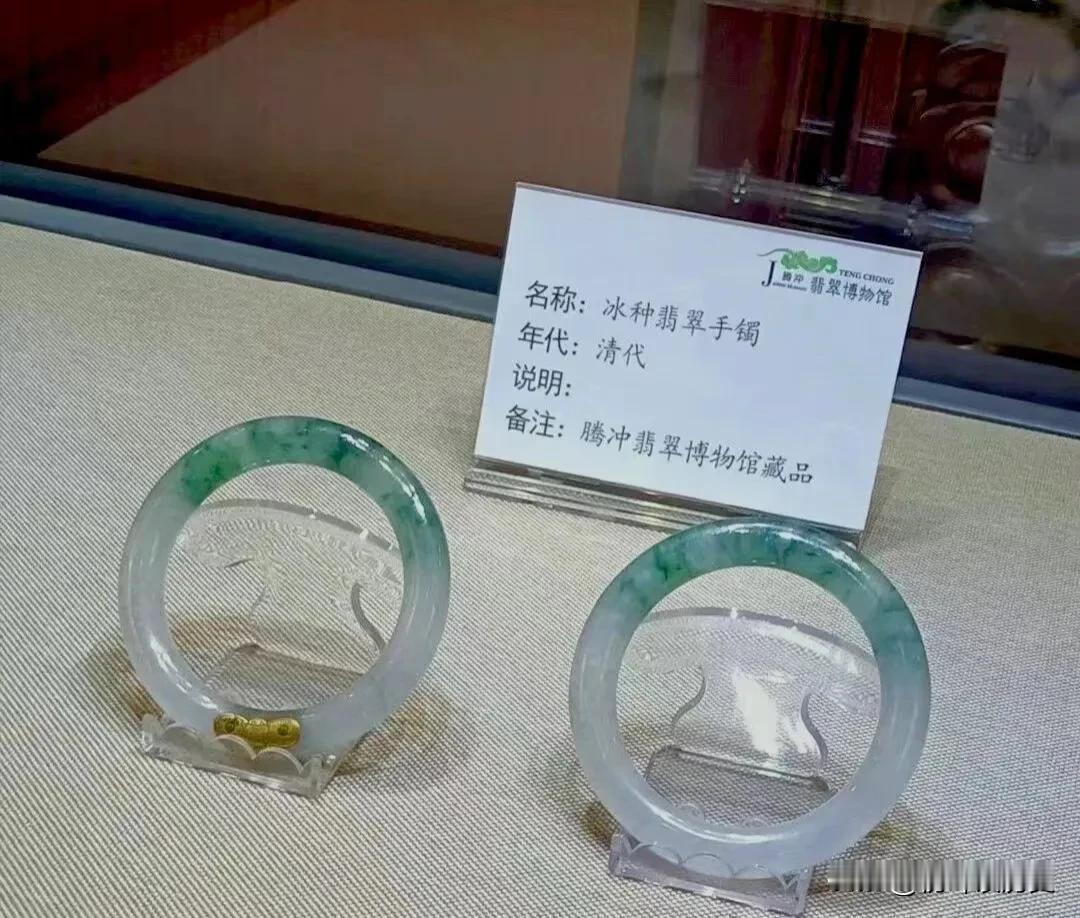 TENG CHONG
腾冲 翡翠博物馆
名称：冰种翡翠手镯
年代：清代
说明：
备注：腾冲翡翠博物馆藏品